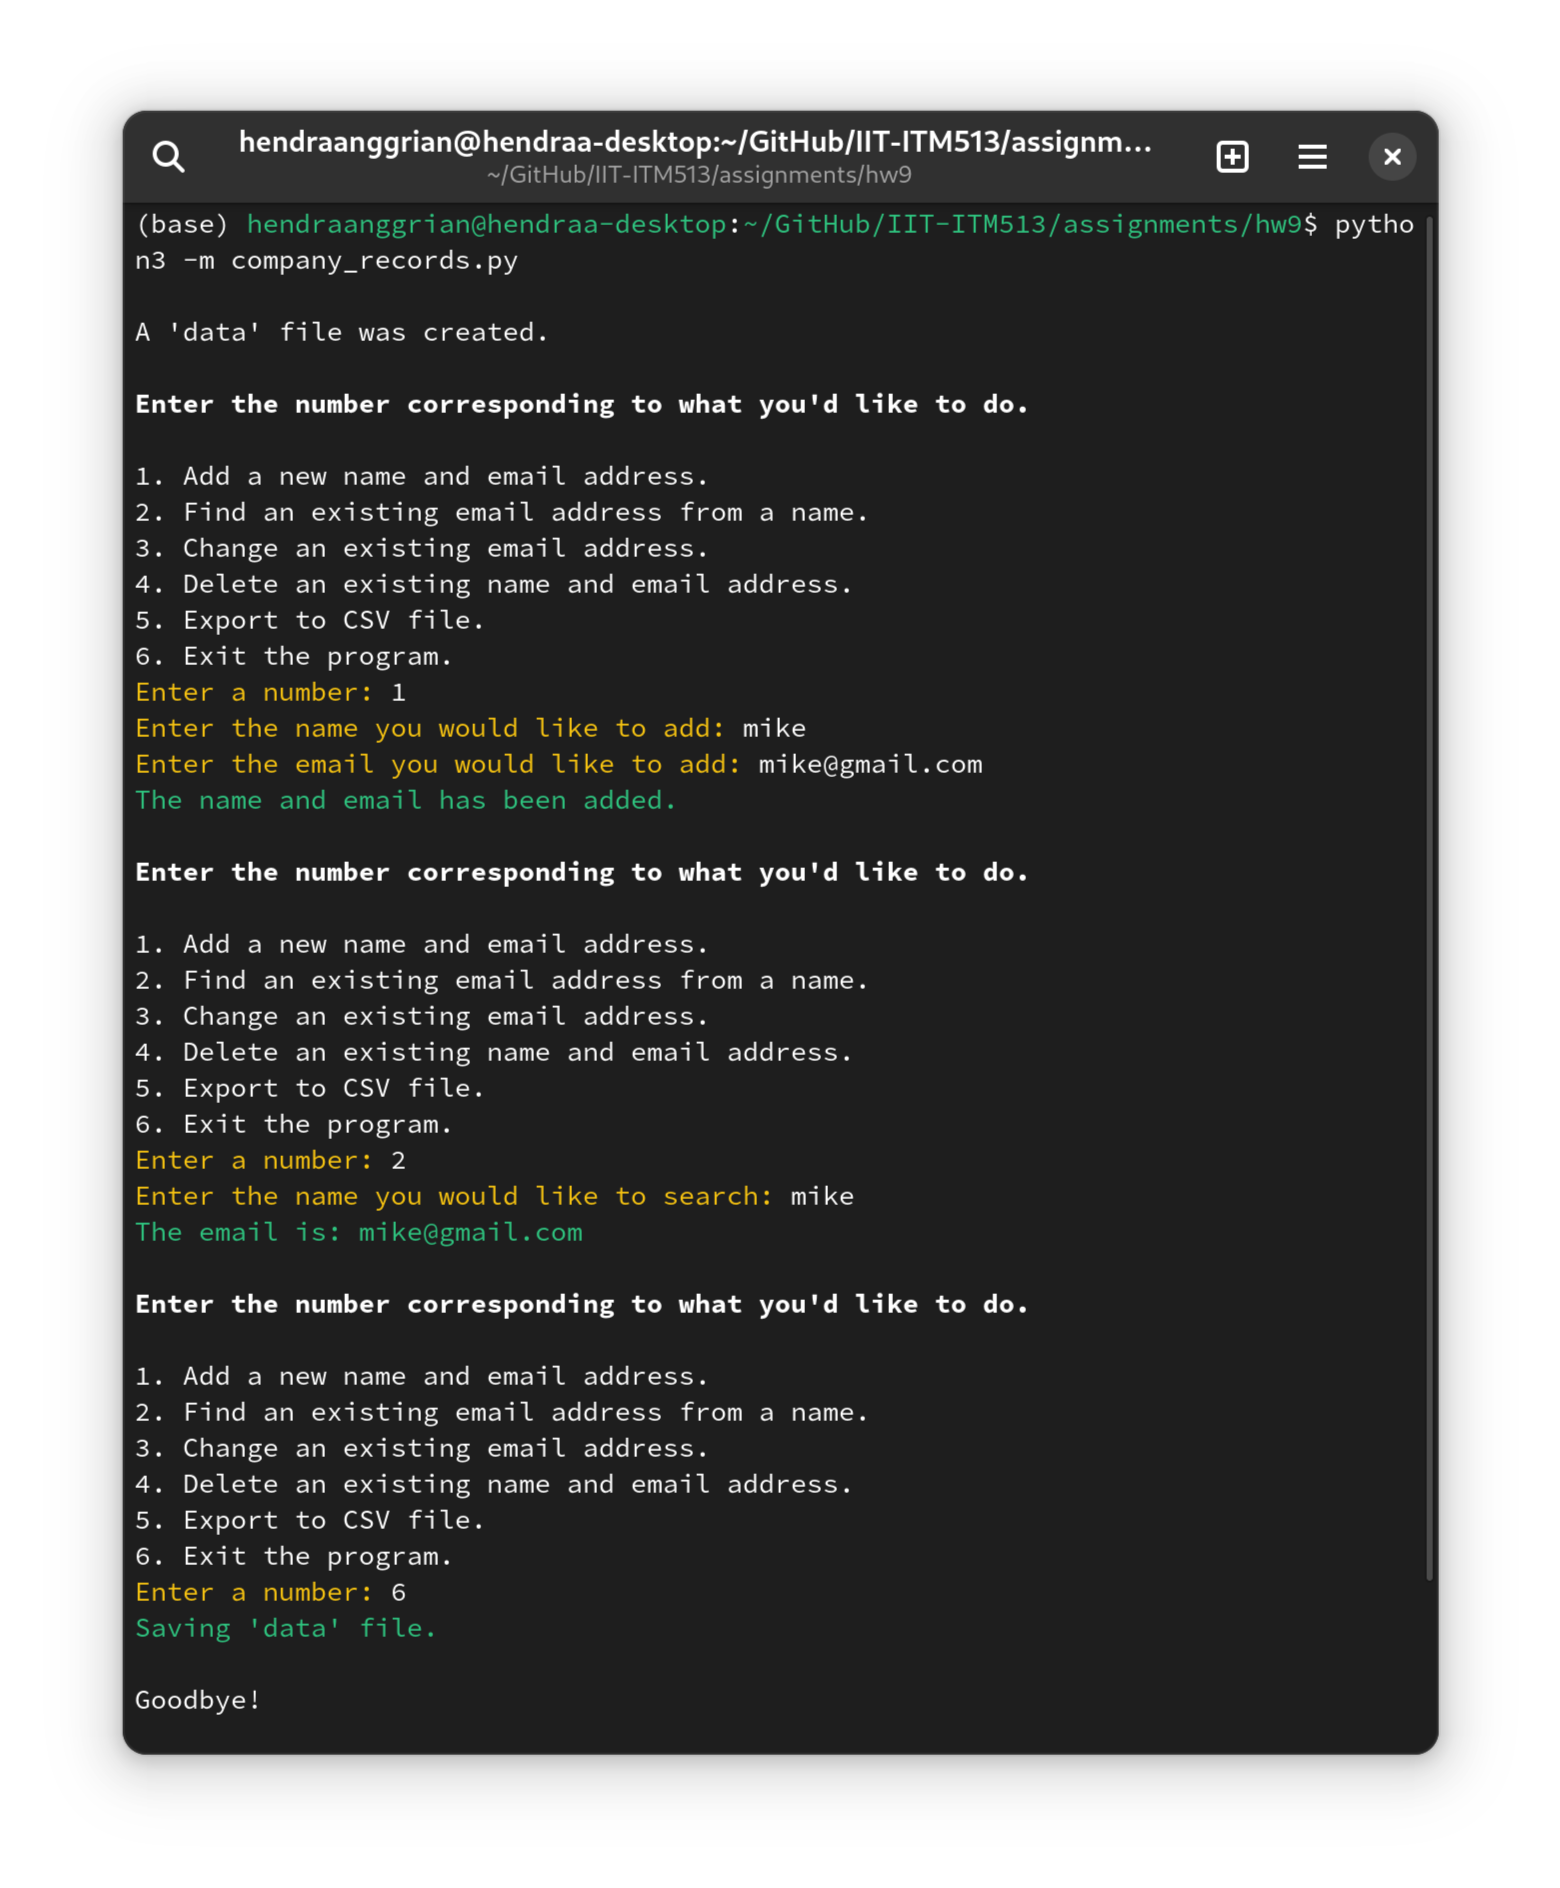 hendraanggrian@hendraa-desktop:~/GitHub/IIT-ITM513/assignm...
~/GitHub/IIT-ITM513/assignments/hw9
(base) hendraanggrian@hendraa-desktop:~/GitHub/IIT-ITM513/assignments/hw9$ pytho
n3 -m company_records.py
A 'data' file was created.
Enter the number corresponding to what you'd like to do.
1. Add a new name and email address.
2. Find an existing email address from a name.
3. Change an existing email address.
4. Delete an existing name and email address.
5. Export to CSV file.
6. Exit the program.
Enter a number: 1
Enter the name you would like to add: mike
Enter the email you would like to add: mike@gmail.com
The name and email has been added.
Enter the number corresponding to what you'd like to do.
1. Add a new name and email address.
2. Find an existing email address from a name.
3. Change an existing email address.
4. Delete an existing name and email address.
5. Export to CSV file.
6. Exit the program.
Enter a number: 2
Enter the name you would like to search: mike
The email is: mike@gmail.com
Enter the number corresponding to what you'd like to do.
1. Add a new name and email address.
2. Find an existing email address from a name.
3. Change an existing email address.
4. Delete an existing name and email address.
5. Export to CSV file.
6. Exit the program.
Enter a number: 6
Saving 'data' file.
Goodbye!